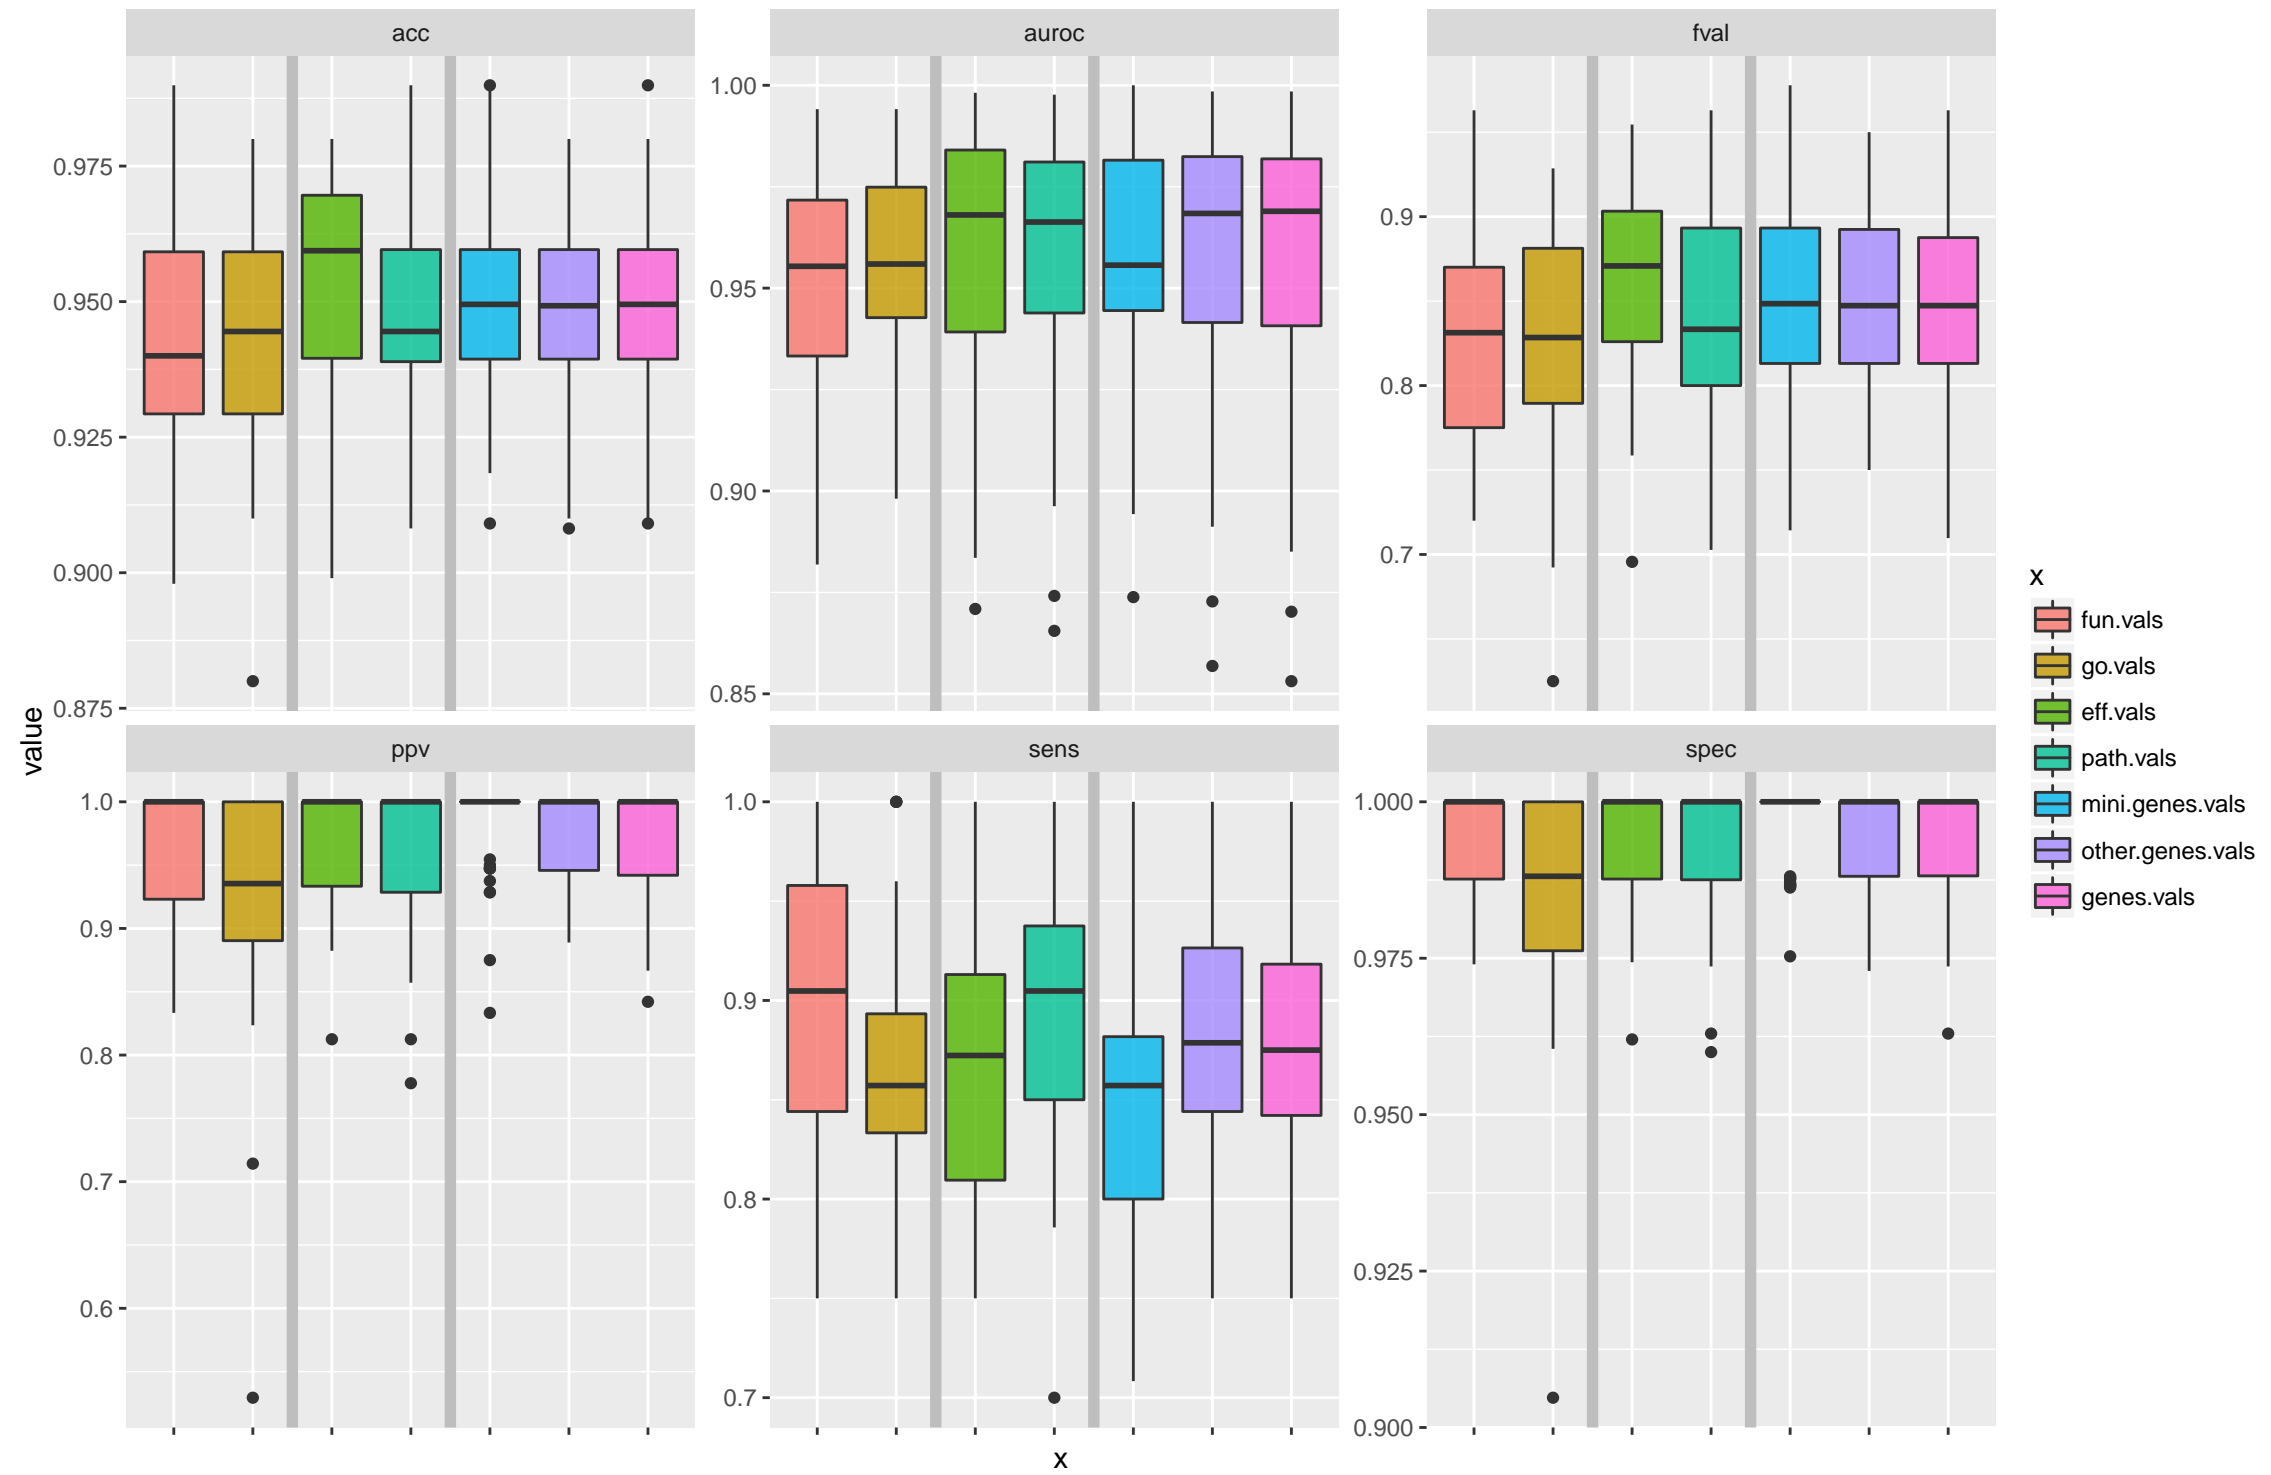 acc
auroc
fval
0.975
0.950
0.925
0.900
0.875
1.00
0.95
0.90
0.85
0.9
0.8
0.7
ppv
sens
spec
1.0
0.9
0.8
0.7
0.6
1.0
0.9
0.8
0.7
1.000
0.975
0.950
0.925
0.900
value
x
x
fun.vals
go.vals
eff.vals
path.vals
mini.genes.vals
other.genes.vals
genes.vals